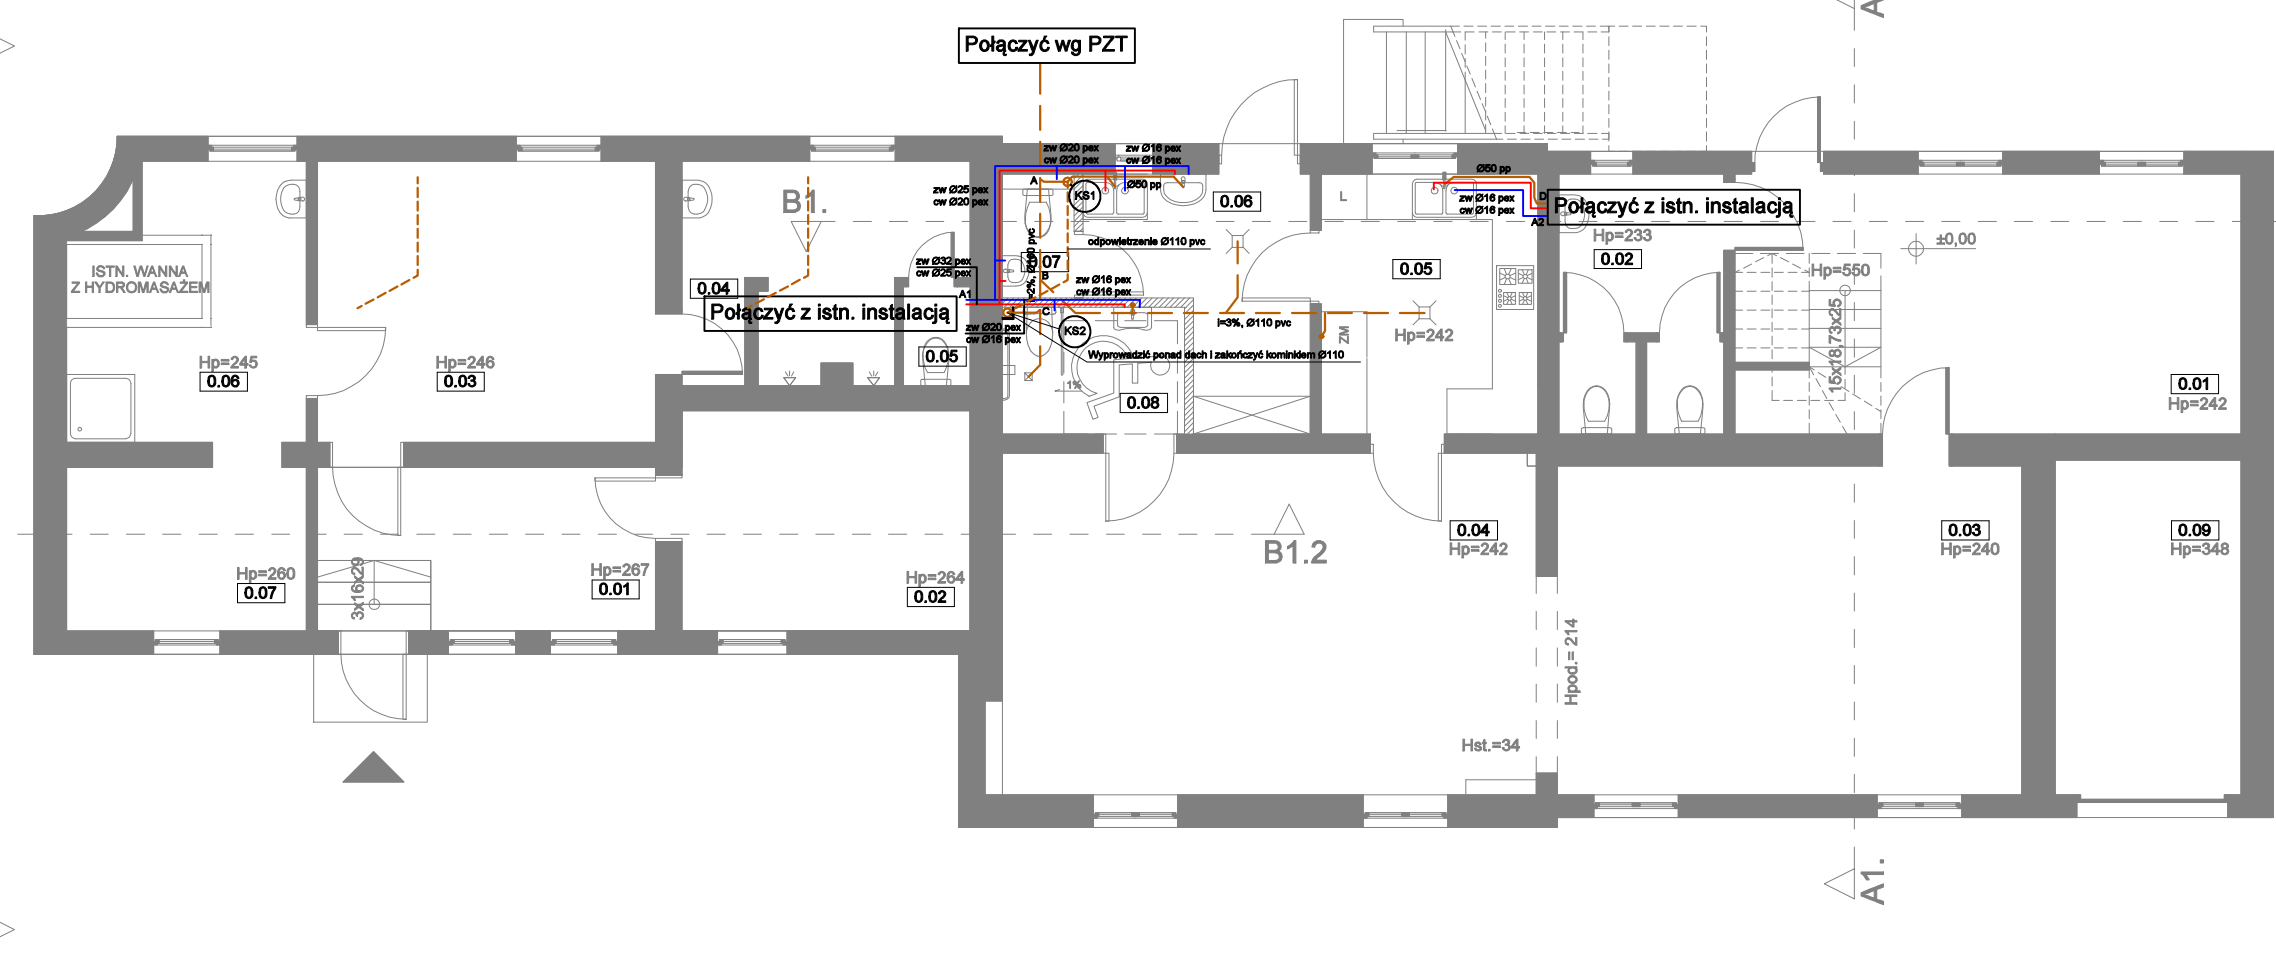 A
Połączyć wg PZT
zw Ø20 pex
cw Ø20 pex
zw Ø16 pex
cw Ø16 pex
Ø50 pp
A
zw Ø25 pex
cw Ø20 pex
KS1
Ø50 pp
0.06
L
zw Ø16 pex
cw Ø16 pex
D
A2
Połączyć z istn. instalacją
B1.
odpowietrzenie Ø110 pvc
Hp=233
0.02
±0,00
ISTN. WANNA
Z HYDROMASAŻEM
zw Ø32 pex
cw Ø25 pex
0.07
B
0.05
Hp=550
0.04
A1
zw Ø16 pex
cw Ø16 pex
Połączyć z istn. instalacją
C
KS2
i=3%, Ø110 pvc
ZM
Hp=242
zw Ø20 pex
cw Ø16 pex
15x18,73x25
Hp=245
0.06
Hp=246
0.03
0.05
Wyprowadzić ponad dach i zakończyć kominkiem Ø110
1%
0.08
0.01
Hp=242
B1.2
0.04
Hp=242
0.03
Hp=240
0.09
Hp=348
Hp=260
0.07
3x16x29
Hp=267
0.01
Hp=264
0.02
Hpod.= 214
Hst.=34
A1.